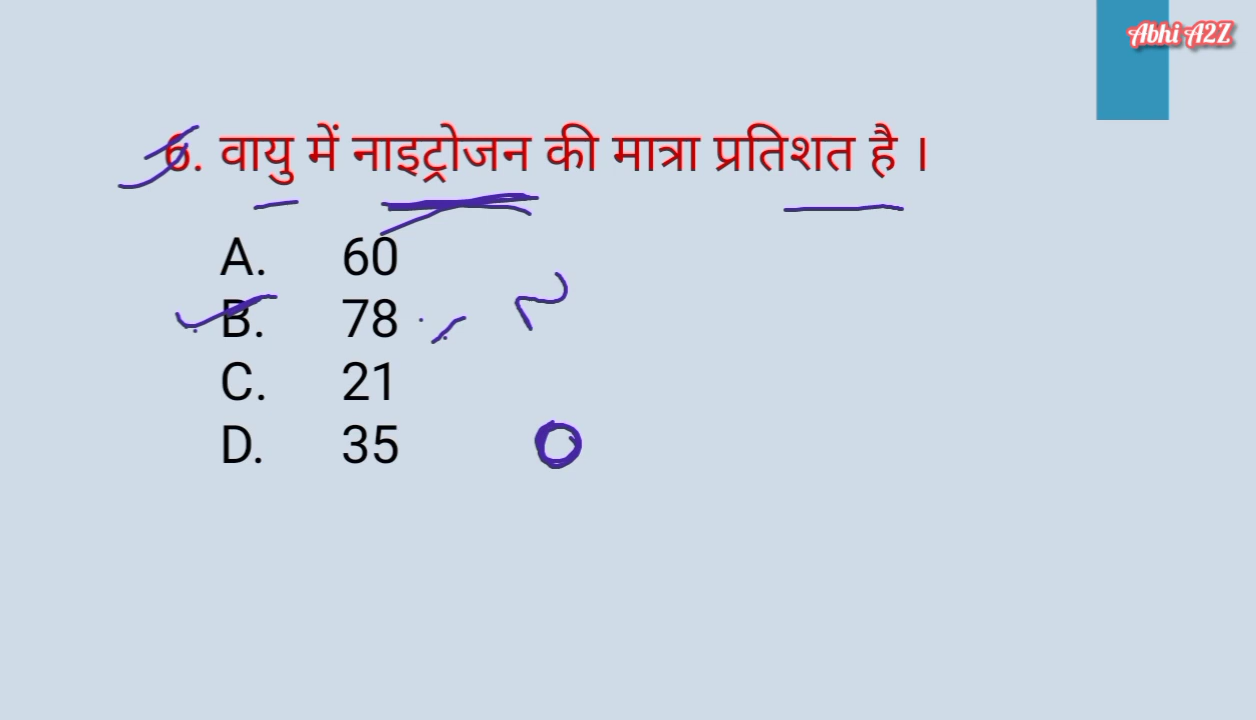 Abhi A2Z
6. वायु में नाइट्रोजन की मात्रा प्रतिशत है ।
A. 60
B. 78
C. 21
D. 35